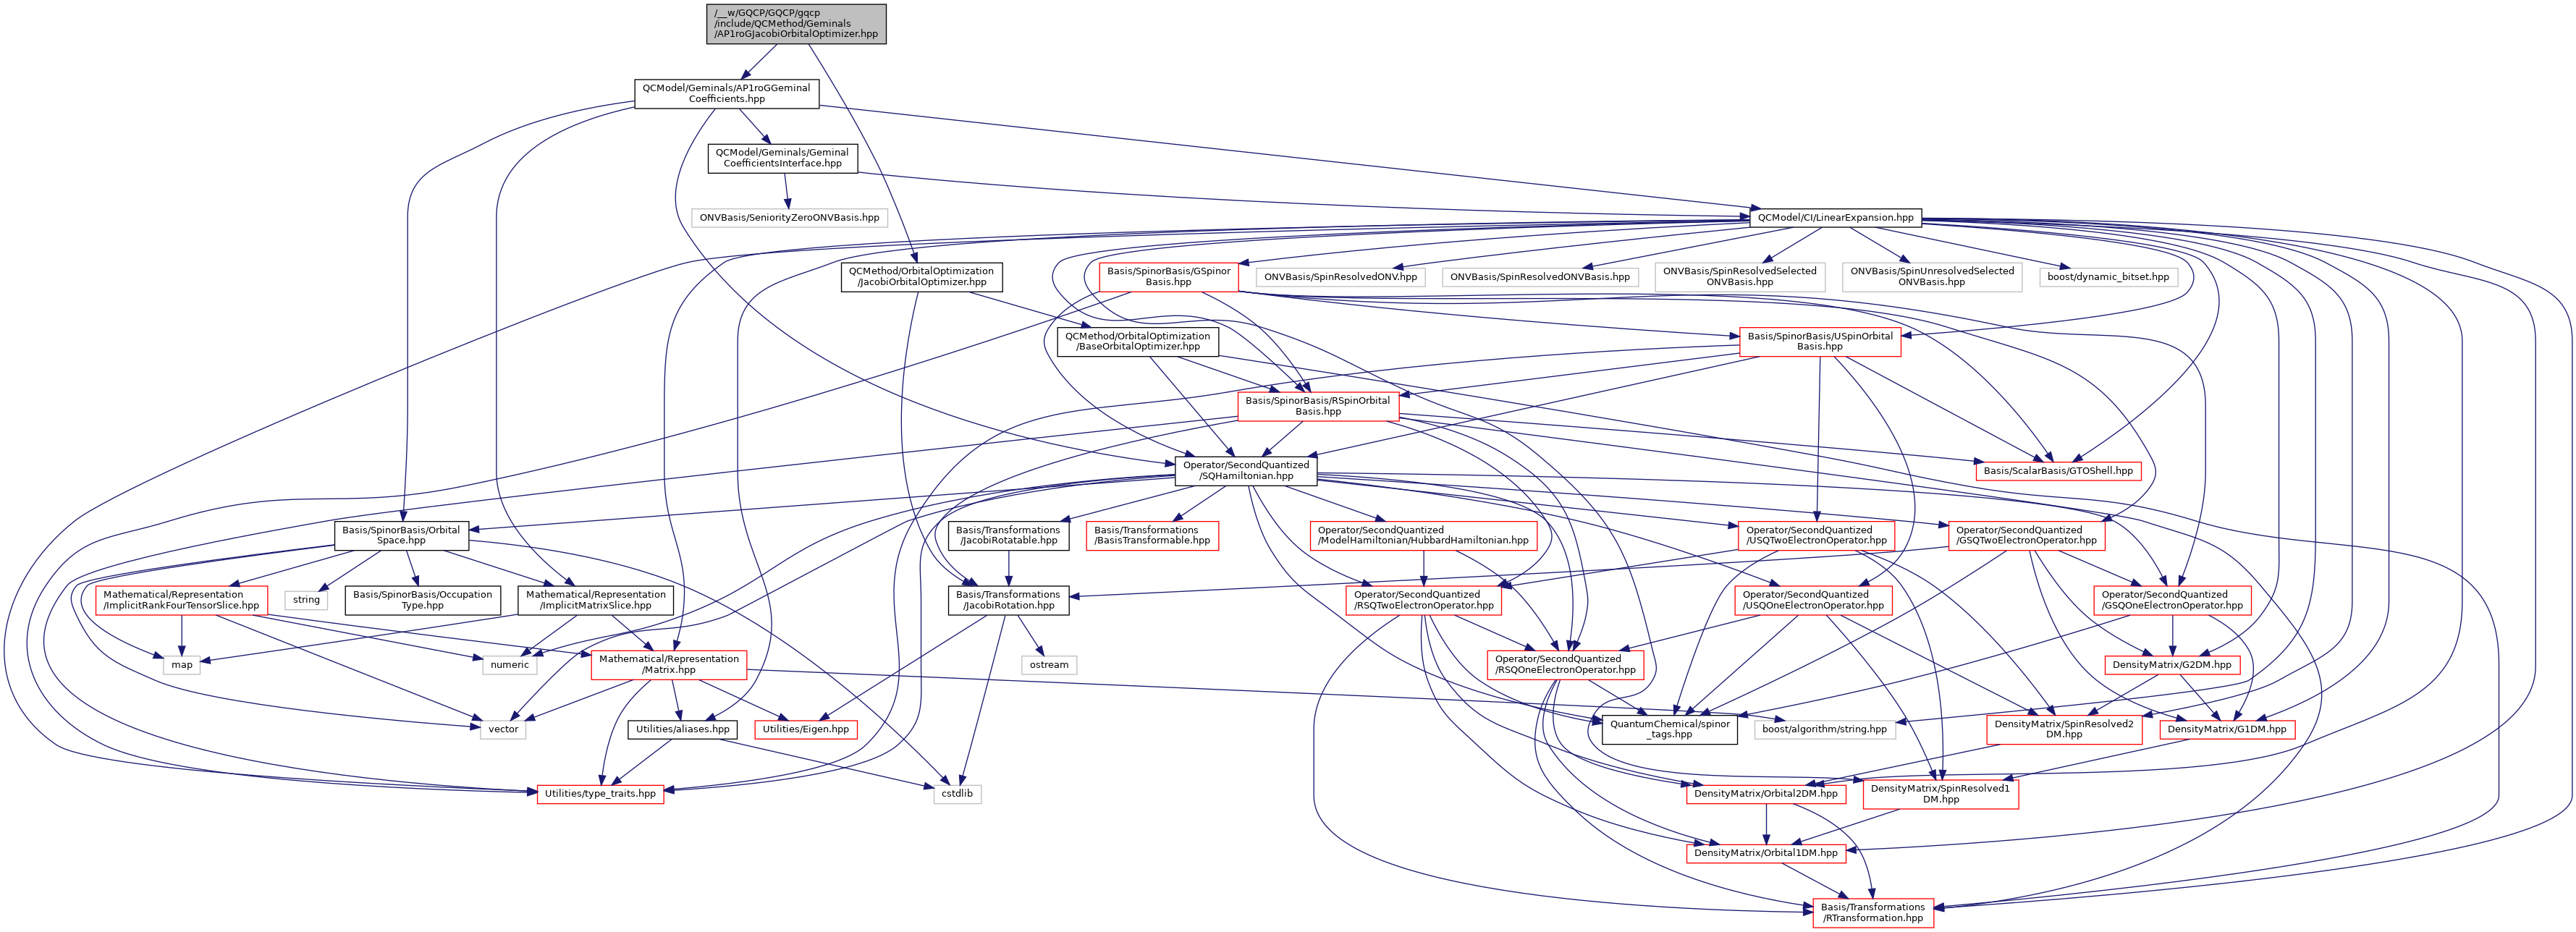 /__w/GQCP/GQCP/gqcp
/include/QCMethod/Geminals
/AP1roGJacobiOrbitalOptimizer.hpp
QCModel/Geminals/AP1roGGeminal
Coefficients.hpp
QCModel/Geminals/Geminal
CoefficientsInterface.hpp
ONVBasis/SeniorityZeroONVBasis.hpp
QCModel/CI/LinearExpansion.hpp
QCMethod/OrbitalOptimization
/JacobiOrbitalOptimizer.hpp
Basis/SpinorBasis/GSpinor
Basis.hpp
ONVBasis/SpinResolvedONV.hpp
ONVBasis/SpinResolvedONVBasis.hpp
ONVBasis/SpinResolvedSelected
ONVBasis.hpp
ONVBasis/SpinUnresolvedSelected
ONVBasis.hpp
boost/dynamic_bitset.hpp
QCMethod/OrbitalOptimization
/BaseOrbitalOptimizer.hpp
Basis/SpinorBasis/USpinOrbital
Basis.hpp
Basis/SpinorBasis/RSpinOrbital
Basis.hpp
Operator/SecondQuantized
/SQHamiltonian.hpp
Basis/ScalarBasis/GTOShell.hpp
Basis/SpinorBasis/Orbital
Space.hpp
Basis/Transformations
/JacobiRotatable.hpp
Basis/Transformations
/BasisTransformable.hpp
Operator/SecondQuantized
/ModelHamiltonian/HubbardHamiltonian.hpp
Operator/SecondQuantized
/USQTwoElectronOperator.hpp
Operator/SecondQuantized
/GSQTwoElectronOperator.hpp
Mathematical/Representation
/ImplicitRankFourTensorSlice.hpp
string
Basis/SpinorBasis/Occupation
Type.hpp
Mathematical/Representation
/ImplicitMatrixSlice.hpp
Basis/Transformations
/JacobiRotation.hpp
Operator/SecondQuantized
/RSQTwoElectronOperator.hpp
Operator/SecondQuantized
/USQOneElectronOperator.hpp
Operator/SecondQuantized
/GSQOneElectronOperator.hpp
map
numeric
Mathematical/Representation
/Matrix.hpp
ostream
Operator/SecondQuantized
/RSQOneElectronOperator.hpp
DensityMatrix/G2DM.hpp
vector
Utilities/aliases.hpp
Utilities/Eigen.hpp
boost/algorithm/string.hpp
QuantumChemical/spinor
_tags.hpp
DensityMatrix/SpinResolved2
DM.hpp
DensityMatrix/G1DM.hpp
Utilities/type_traits.hpp
cstdlib
DensityMatrix/Orbital2DM.hpp
DensityMatrix/SpinResolved1
DM.hpp
DensityMatrix/Orbital1DM.hpp
Basis/Transformations
/RTransformation.hpp